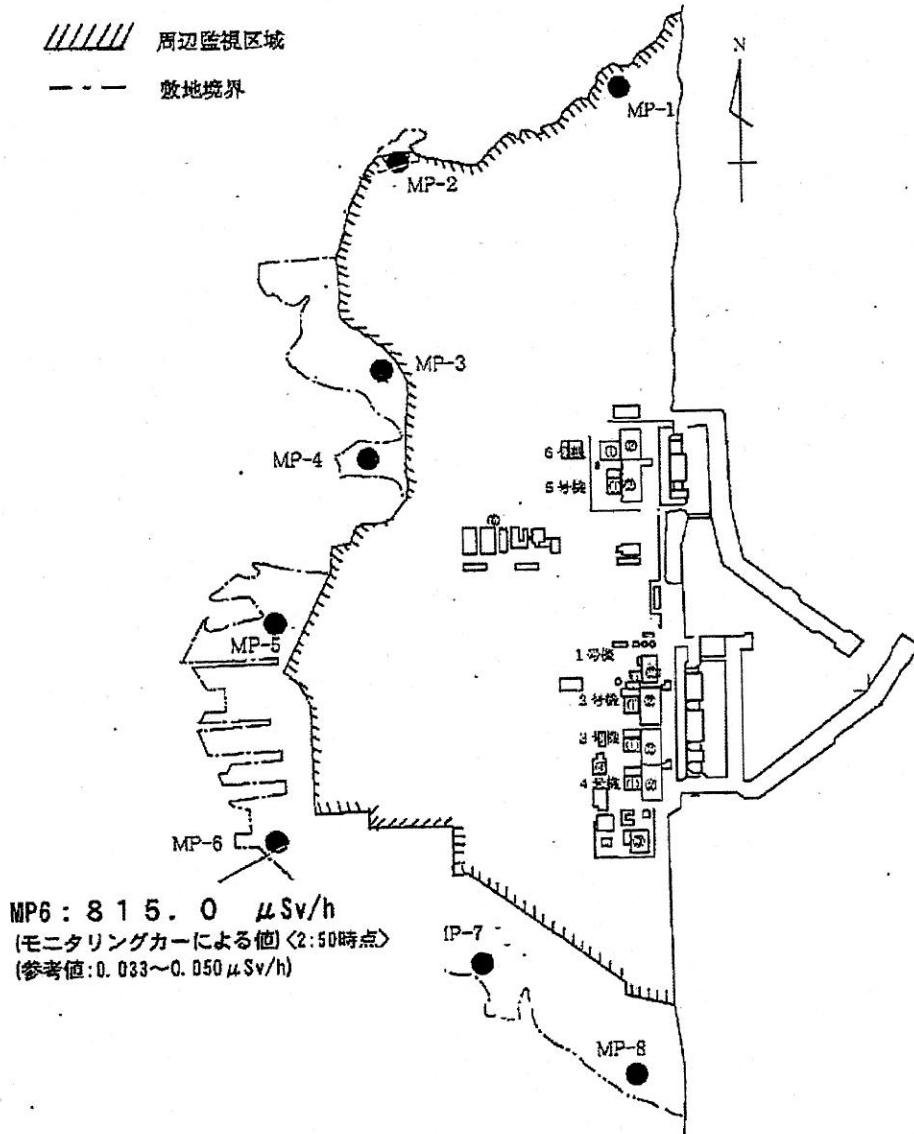 周辺監視区域
敷地境界
N
MP-1
MP-2
MP-3
MP-4
6号機
5号機
MP-5
1号機
2号機
3号機
4号機
MP-6
MP6:815.0 μSv/h
(モニタリングカーによる値)<2:50時点>
(参考値:0.033~0.050μSv/h)
MP-7
MP-8